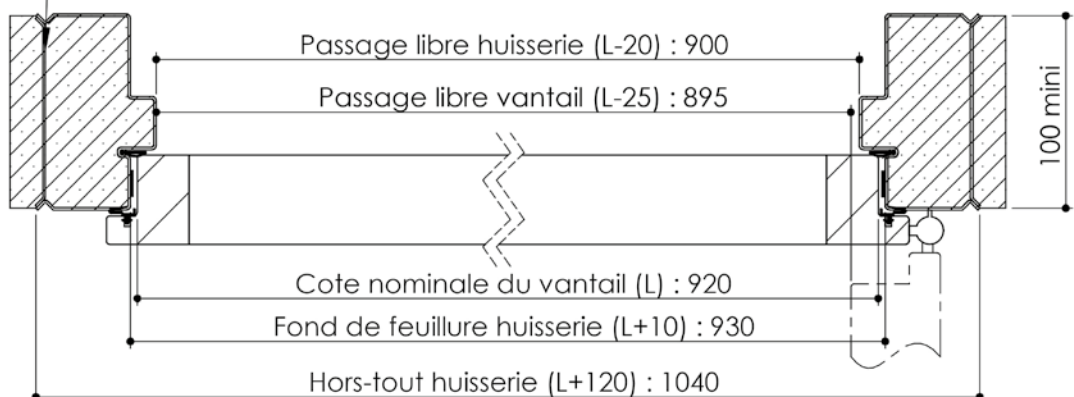 Passage libre huisserie (L-20) : 900
Passage libre vantail (L-25) : 895
100 mini
Cote nominale du vantail (L) : 920
Fond de feuillure huisserie (L+10) : 930
Hors-tout huisserie (L+120) : 1040